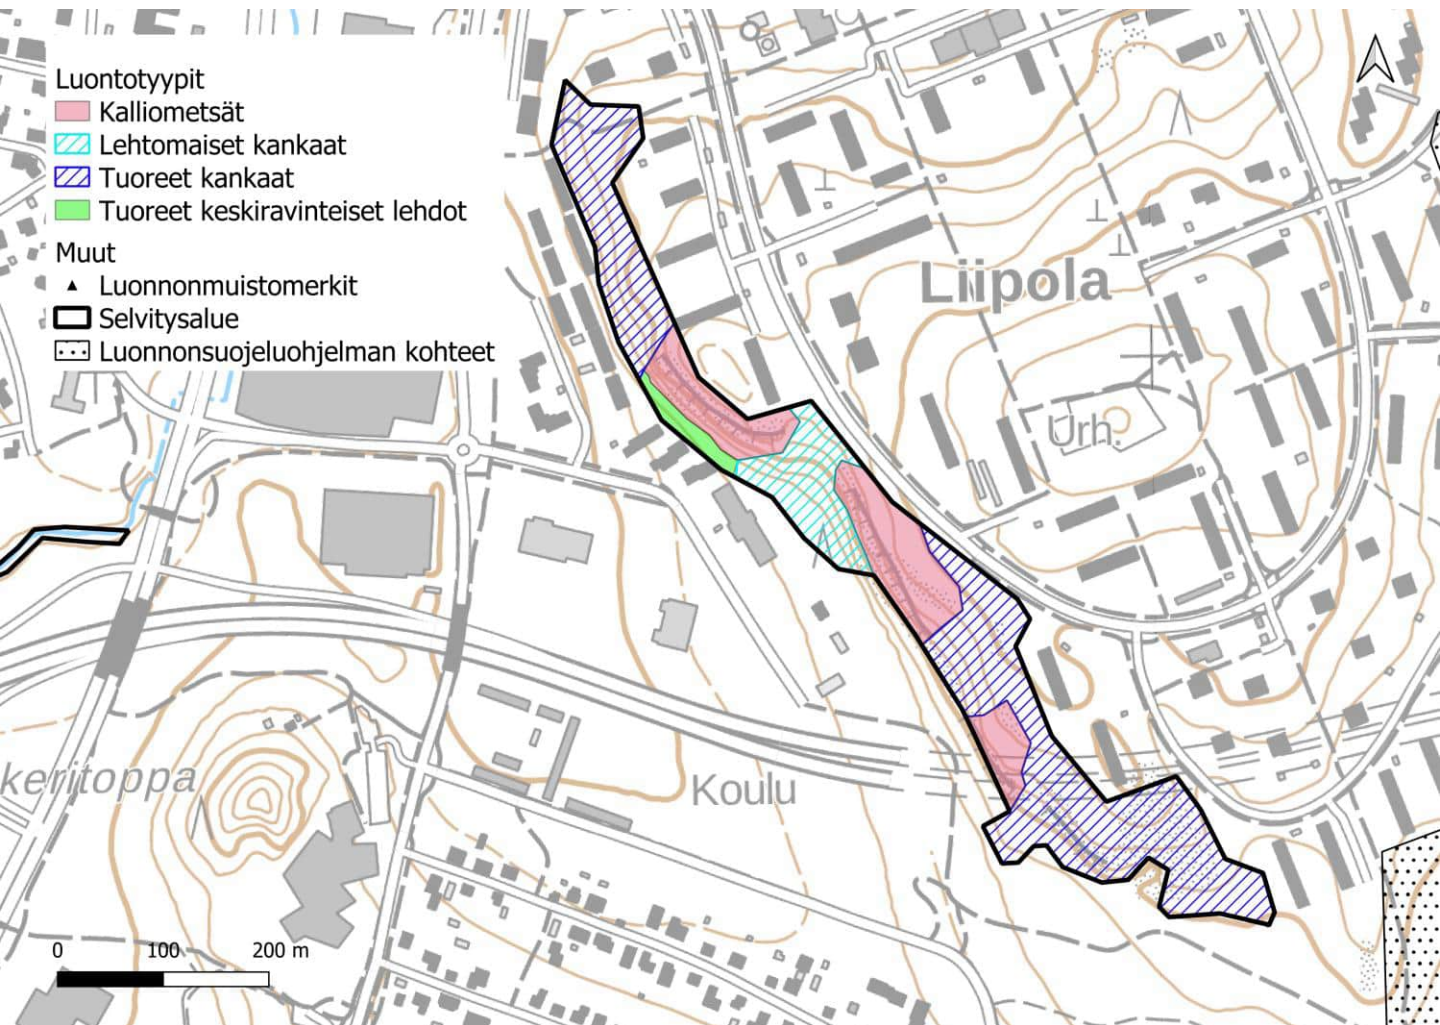 Luontotyypit
Kalliometsät
Lehtomaiset kankaat
Tuoreet kankaat
Tuoreet keskiravinteiset lehdot
Muut
Luonnonmuistomerkit
Selvitysalue
Luonnonsuojeluohjelman kohteet
Liipola
Urh.
keritoppa
Koulu
0 100 200 m